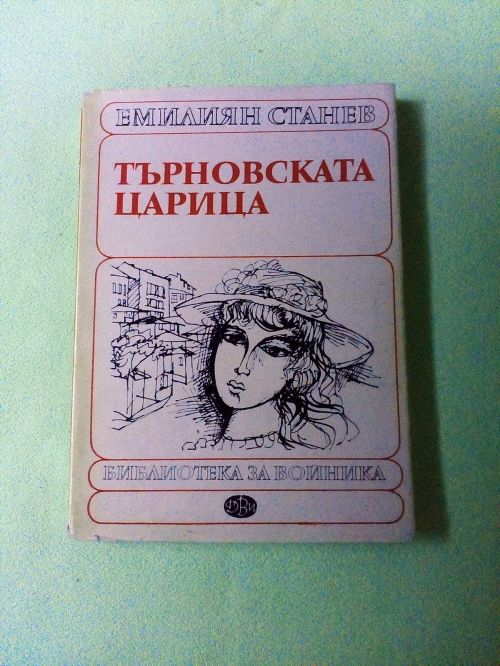 ЕМИЛИЯН СТАНЕВ
ТЪРНОВСКАТА
ЦАРИЦА
БИБЛИОТЕКА ЗА ВОЙНИКА
ДВИ